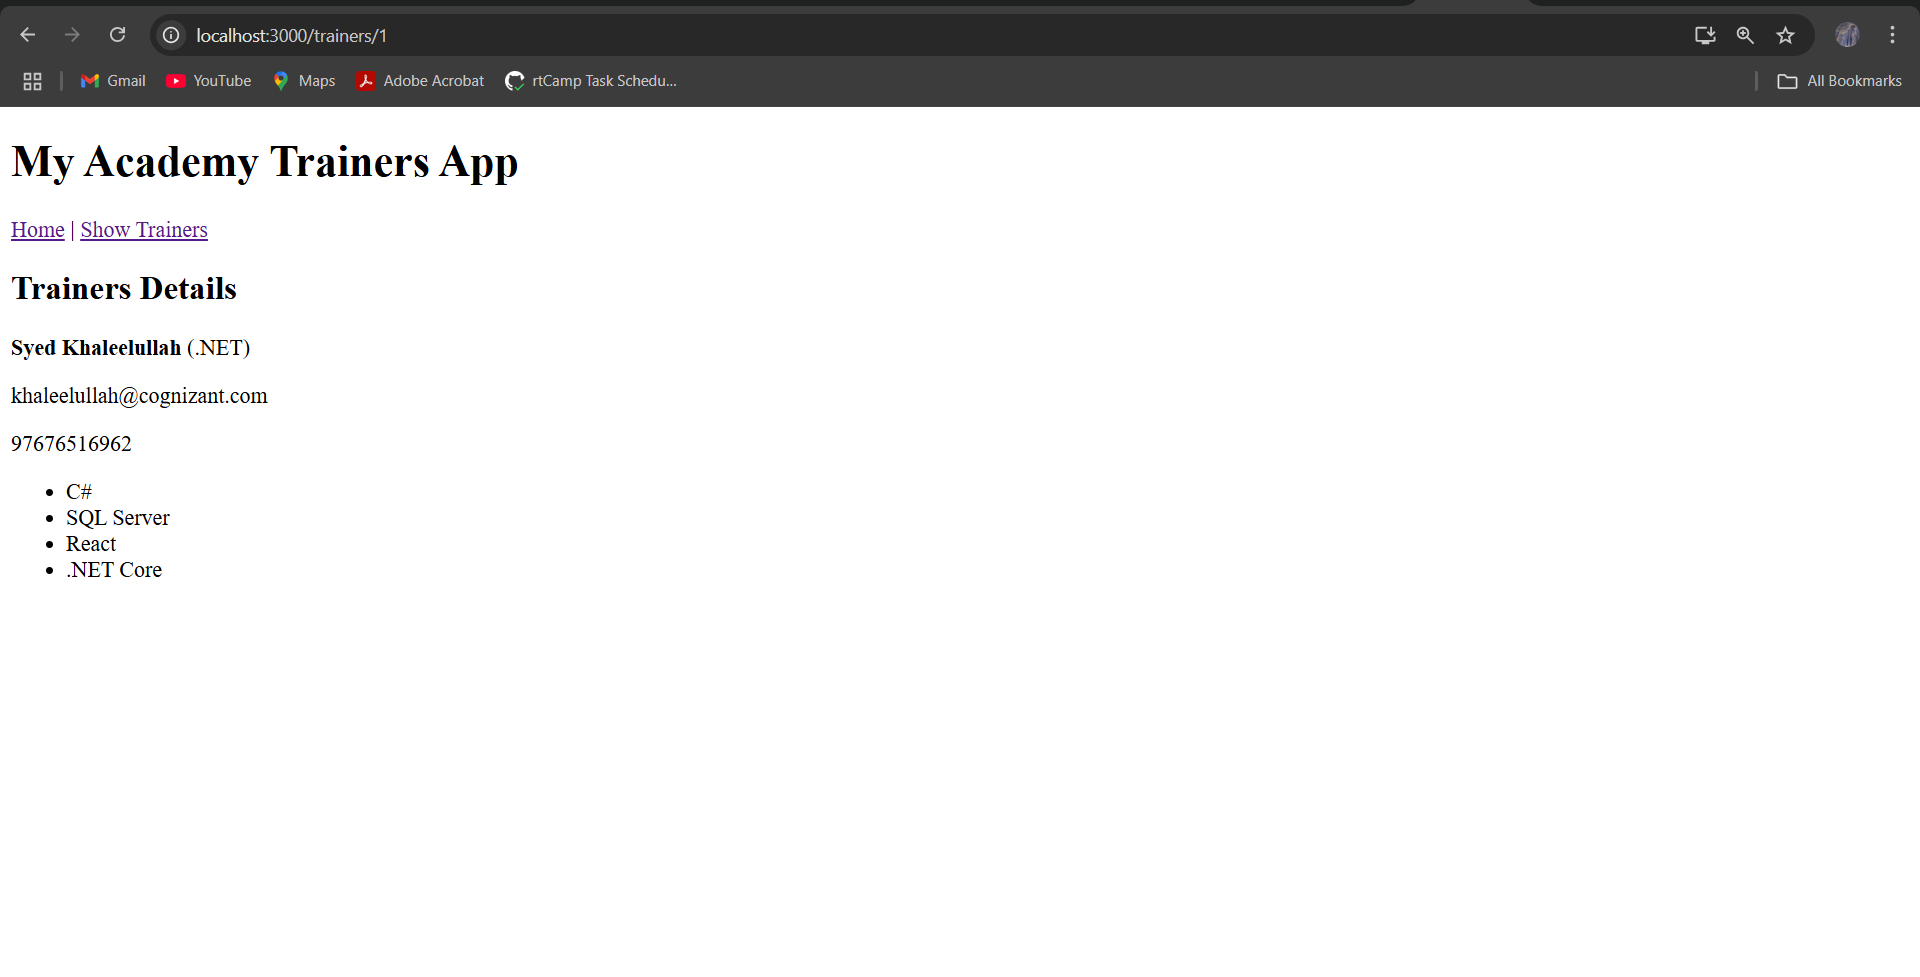 localhost:3000/trainers/1
Gmail YouTube Maps Adobe Acrobat rtCamp Task Schedu... All Bookmarks
My Academy Trainers App
Home | Show Trainers
Trainers Details
Syed Khaleelullah (.NET)
khaleelullah@cognizant.com
97676516962
• C#
• SQL Server
• React
• .NET Core